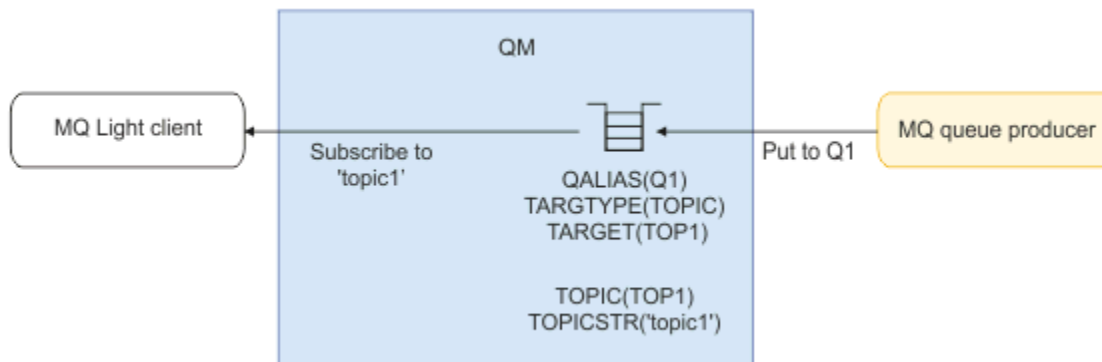 QM
MQ Light client
Subscribe to
'topic1'
Put to Q1
MQ queue producer
QALIAS(Q1)
TARGTYPE(TOPIC)
TARGET(TOP1)
TOPIC(TOP1)
TOPICSTR('topic1')